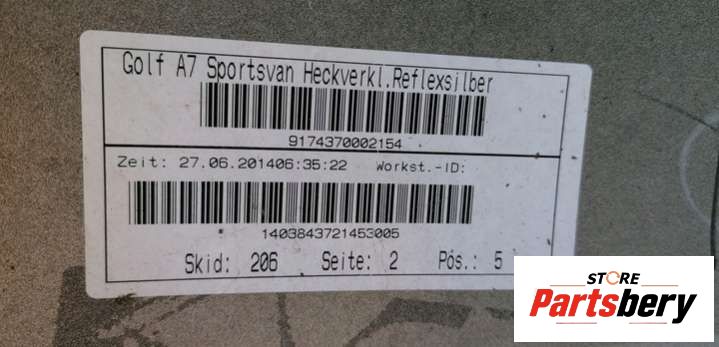 Golf A7 Sportsvan Heckverkl.Reflexsilber
9174370002154
Zeit: 27.06.201406:35:22 Workst.-ID:
1403843721453005
Skid: 206 Seite: 2 Pos.: 5
STORE
Partsbery